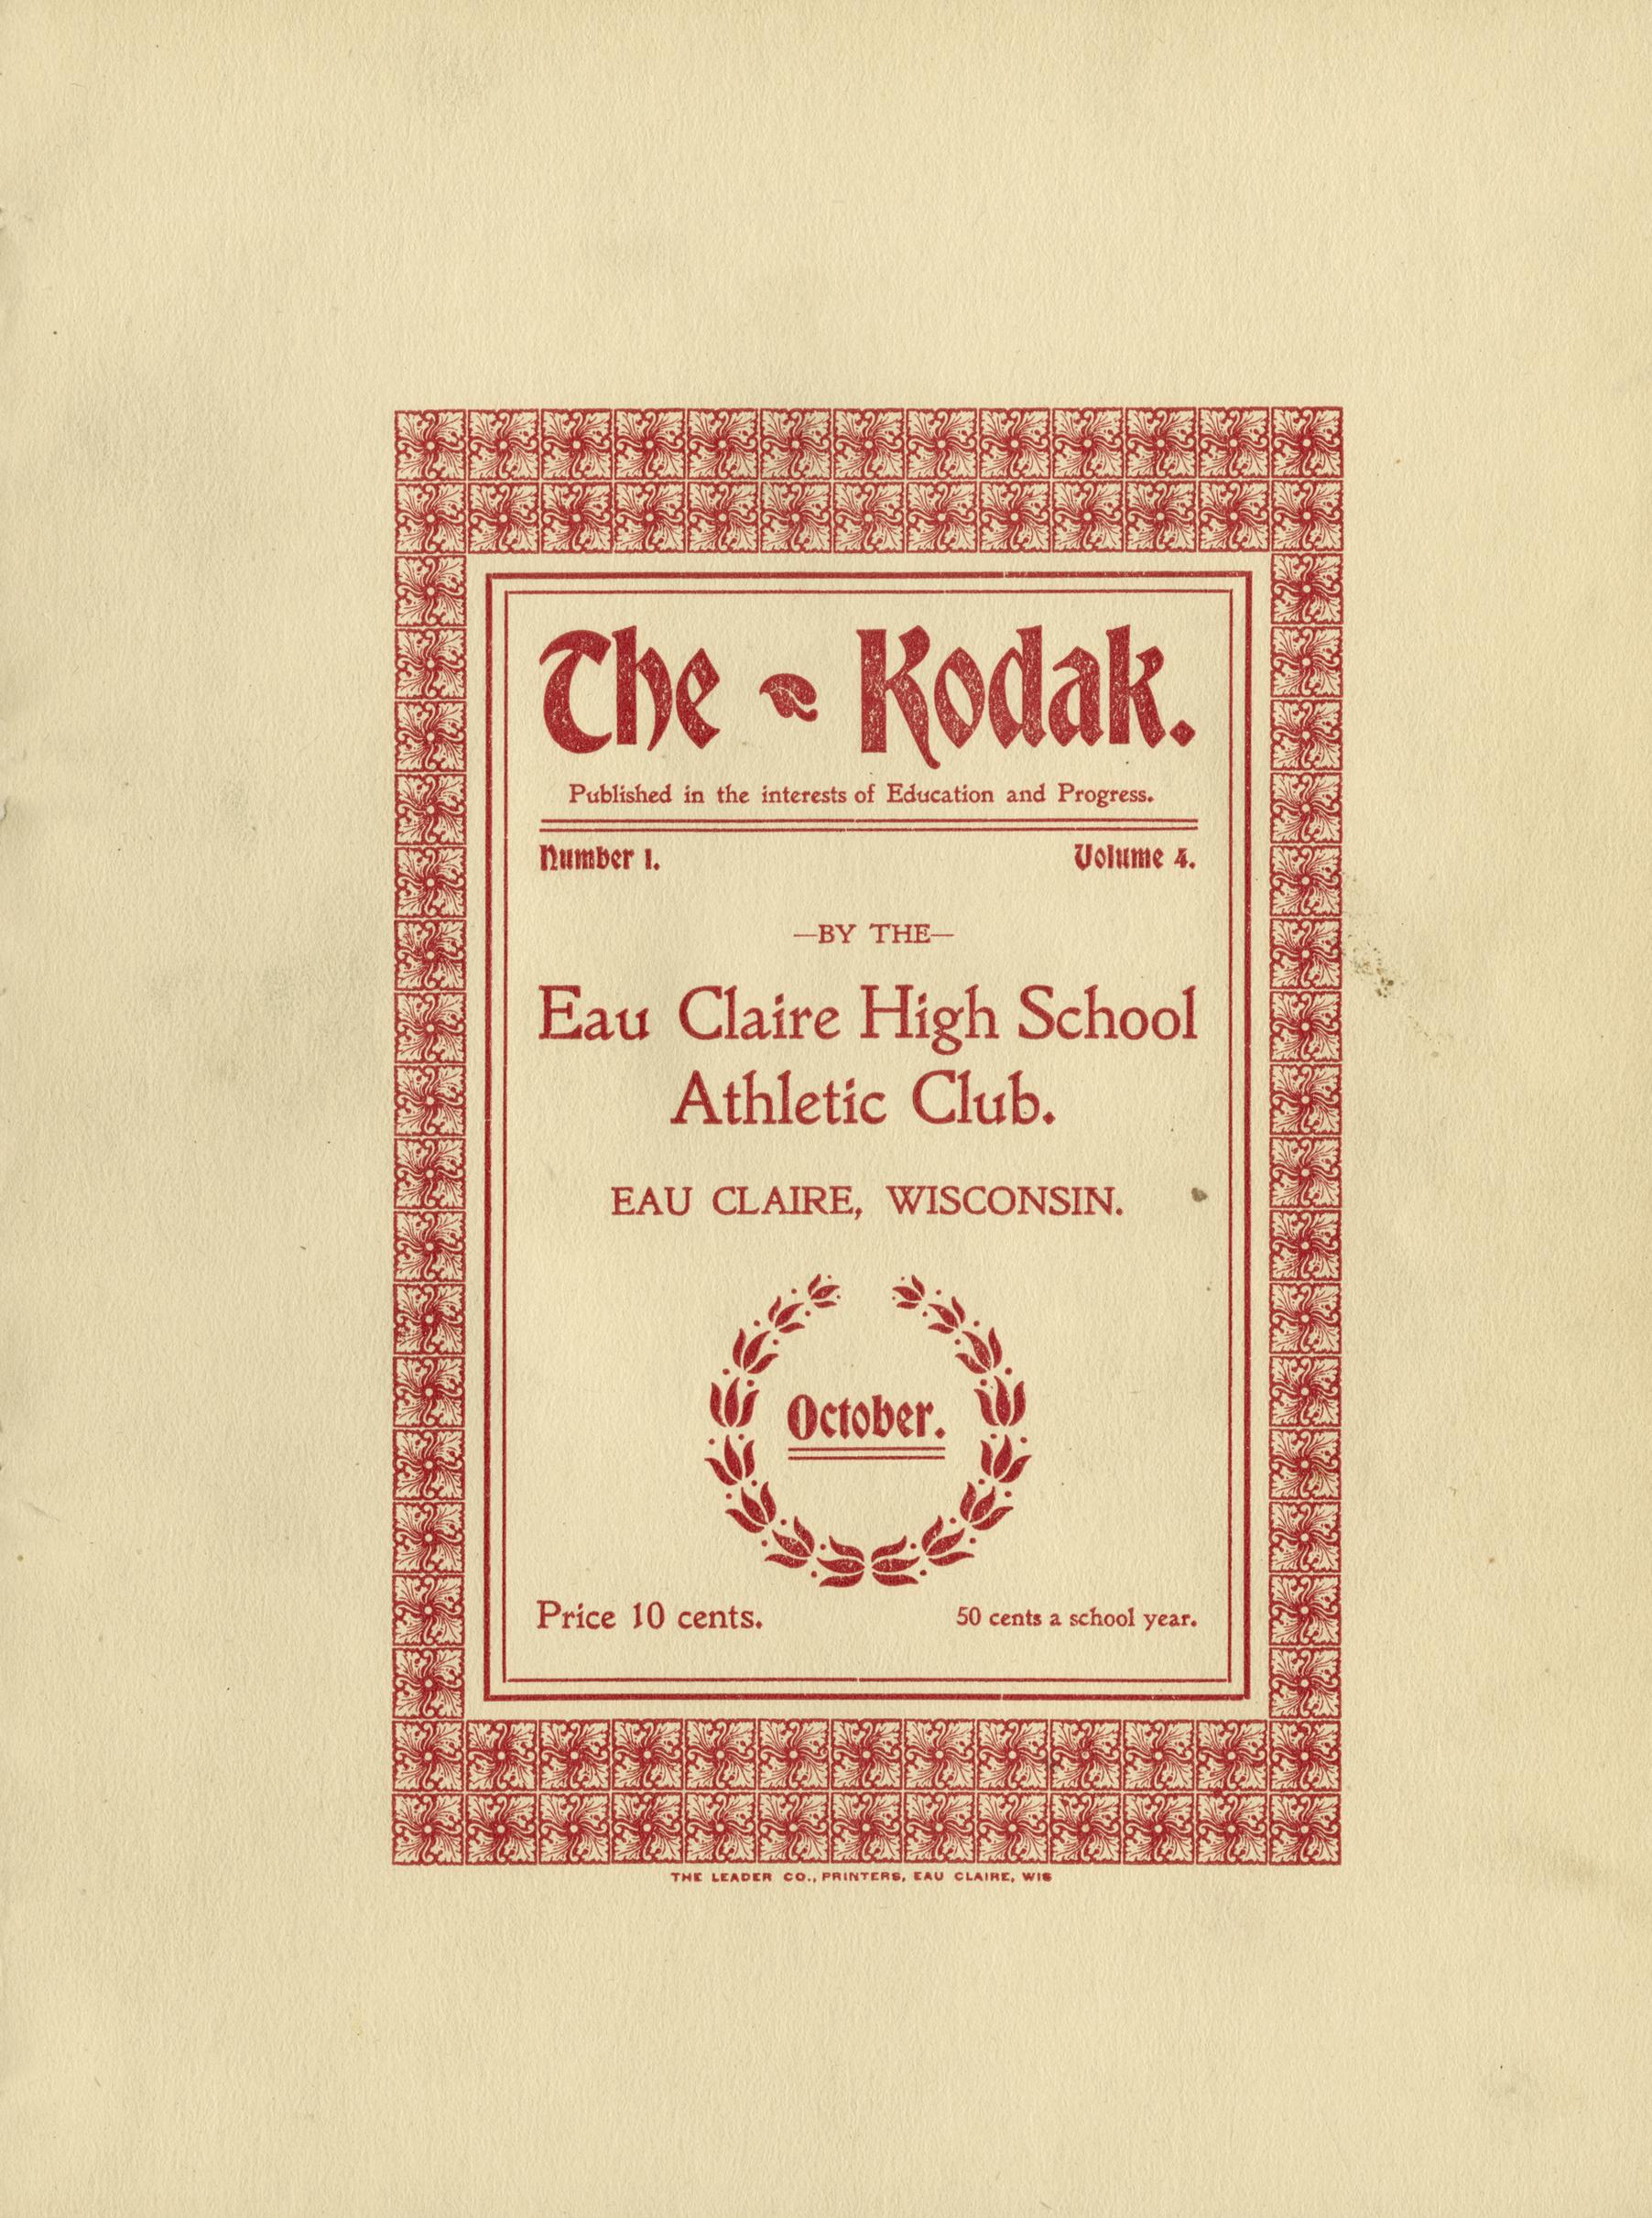 The Kodak.
Published in the interests of Education and Progress.
Number 1. Volume 4.
—BY THE—
Eau Claire High School
Athletic Club.
EAU CLAIRE, WISCONSIN.
October.
Price 10 cents. 50 cents a school year.
THE LEADER CO., PRINTERS, EAU CLAIRE, WIS